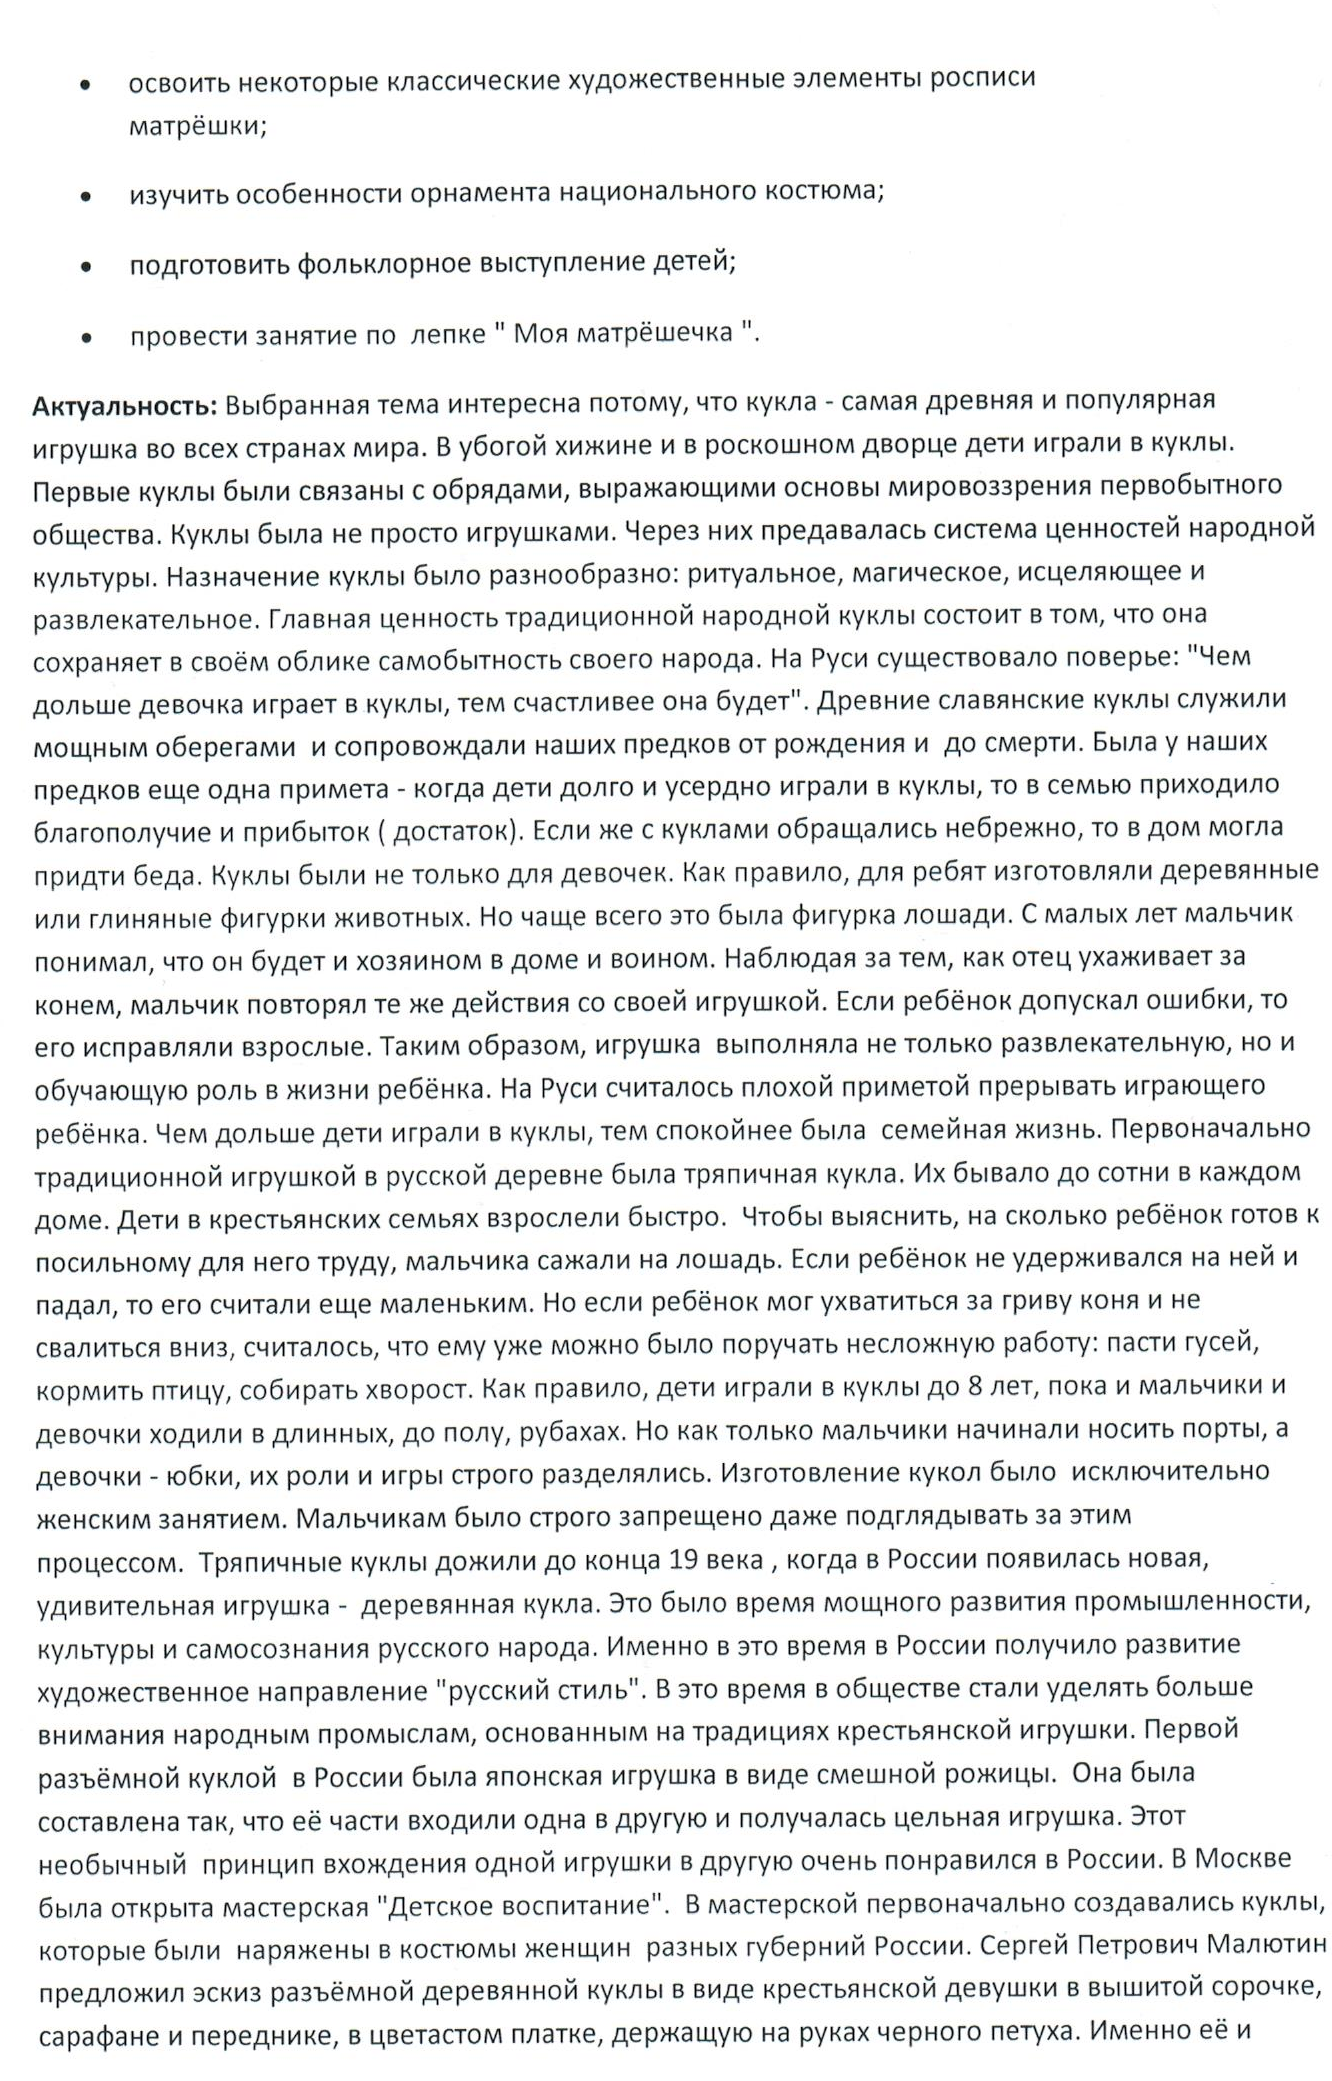 • освоить некоторые классические художественные элементы росписи
матрёшки;
• изучить особенности орнамента национального костюма;
• подготовить фольклорное выступление детей;
• провести занятие по  лепке " Моя матрёшечка ".
Актуальность: Выбранная тема интересна потому, что кукла - самая древняя и популярная
игрушка во всех странах мира. В убогой хижине и в роскошном дворце дети играли в куклы.
Первые куклы были связаны с обрядами, выражающими основы мировоззрения первобытного
общества. Куклы была не просто игрушками. Через них предавалась система ценностей народной
культуры. Назначение куклы было разнообразно: ритуальное, магическое, исцеляющее и
развлекательное. Главная ценность традиционной народной куклы состоит в том, что она
сохраняет в своём облике самобытность своего народа. На Руси существовало поверье: "Чем
дольше девочка играет в куклы, тем счастливее она будет". Древние славянские куклы служили
мощным оберегами  и сопровождали наших предков от рождения и  до смерти. Была у наших
предков еще одна примета - когда дети долго и усердно играли в куклы, то в семью приходило
благополучие и прибыток ( достаток). Если же с куклами обращались небрежно, то в дом могла
придти беда. Куклы были не только для девочек. Как правило, для ребят изготовляли деревянные
или глиняные фигурки животных. Но чаще всего это была фигурка лошади. С малых лет мальчик
понимал, что он будет и хозяином в доме и воином. Наблюдая за тем, как отец ухаживает за
конем, мальчик повторял те же действия со своей игрушкой. Если ребёнок допускал ошибки, то
его исправляли взрослые. Таким образом, игрушка  выполняла не только развлекательную, но и
обучающую роль в жизни ребёнка. На Руси считалось плохой приметой прерывать играющего
ребёнка. Чем дольше дети играли в куклы, тем спокойнее была  семейная жизнь. Первоначально
традиционной игрушкой в русской деревне была тряпичная кукла. Их бывало до сотни в каждом
доме. Дети в крестьянских семьях взрослели быстро.  Чтобы выяснить, на сколько ребёнок готов к
посильному для него труду, мальчика сажали на лошадь. Если ребёнок не удерживался на ней и
падал, то его считали еще маленьким. Но если ребёнок мог ухватиться за гриву коня и не
свалиться вниз, считалось, что ему уже можно было поручать несложную работу: пасти гусей,
кормить птицу, собирать хворост. Как правило, дети играли в куклы до 8 лет, пока и мальчики и
девочки ходили в длинных, до полу, рубахах. Но как только мальчики начинали носить порты, а
девочки - юбки, их роли и игры строго разделялись. Изготовление кукол было  исключительно
женским занятием. Мальчикам было строго запрещено даже подглядывать за этим
процессом.  Тряпичные куклы дожили до конца 19 века , когда в России появилась новая,
удивительная игрушка -  деревянная кукла. Это было время мощного развития промышленности,
культуры и самосознания русского народа. Именно в это время в России получило развитие
художественное направление "русский стиль". В это время в обществе стали уделять больше
внимания народным промыслам, основанным на традициях крестьянской игрушки. Первой
разъёмной куклой  в России была японская игрушка в виде смешной рожицы.  Она была
составлена так, что её части входили одна в другую и получалась цельная игрушка. Этот
необычный  принцип вхождения одной игрушки в другую очень понравился в России. В Москве
была открыта мастерская "Детское воспитание".  В мастерской первоначально создавались куклы,
которые были  наряжены в костюмы женщин  разных губерний России. Сергей Петрович Малютин
предложил эскиз разъёмной деревянной куклы в виде крестьянской девушки в вышитой сорочке,
сарафане и переднике, в цветастом платке, держащую на руках черного петуха. Именно её и